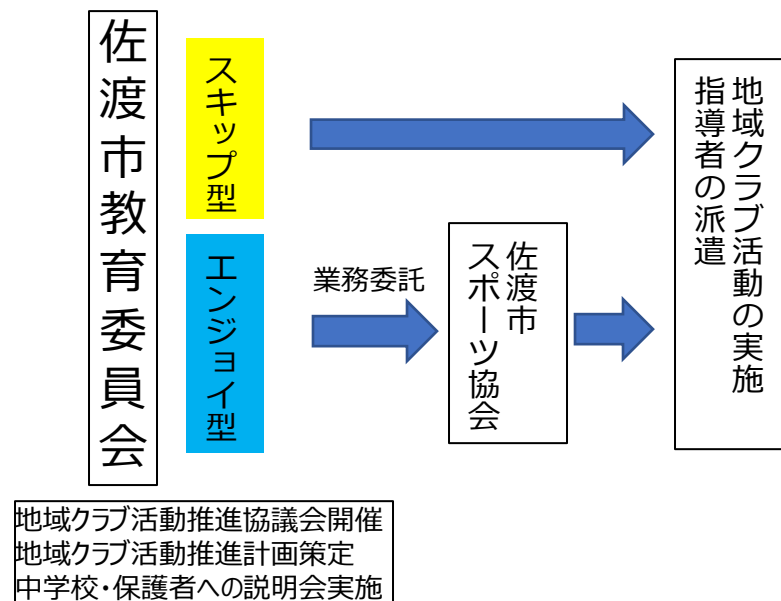 佐渡市教育委員会
スキップ型
エンジョイ型
業務委託
佐渡市
スポーツ協会
地域クラブ活動の実施
指導者の派遣
地域クラブ活動推進協議会開催
地域クラブ活動推進計画策定
中学校・保護者への説明会実施